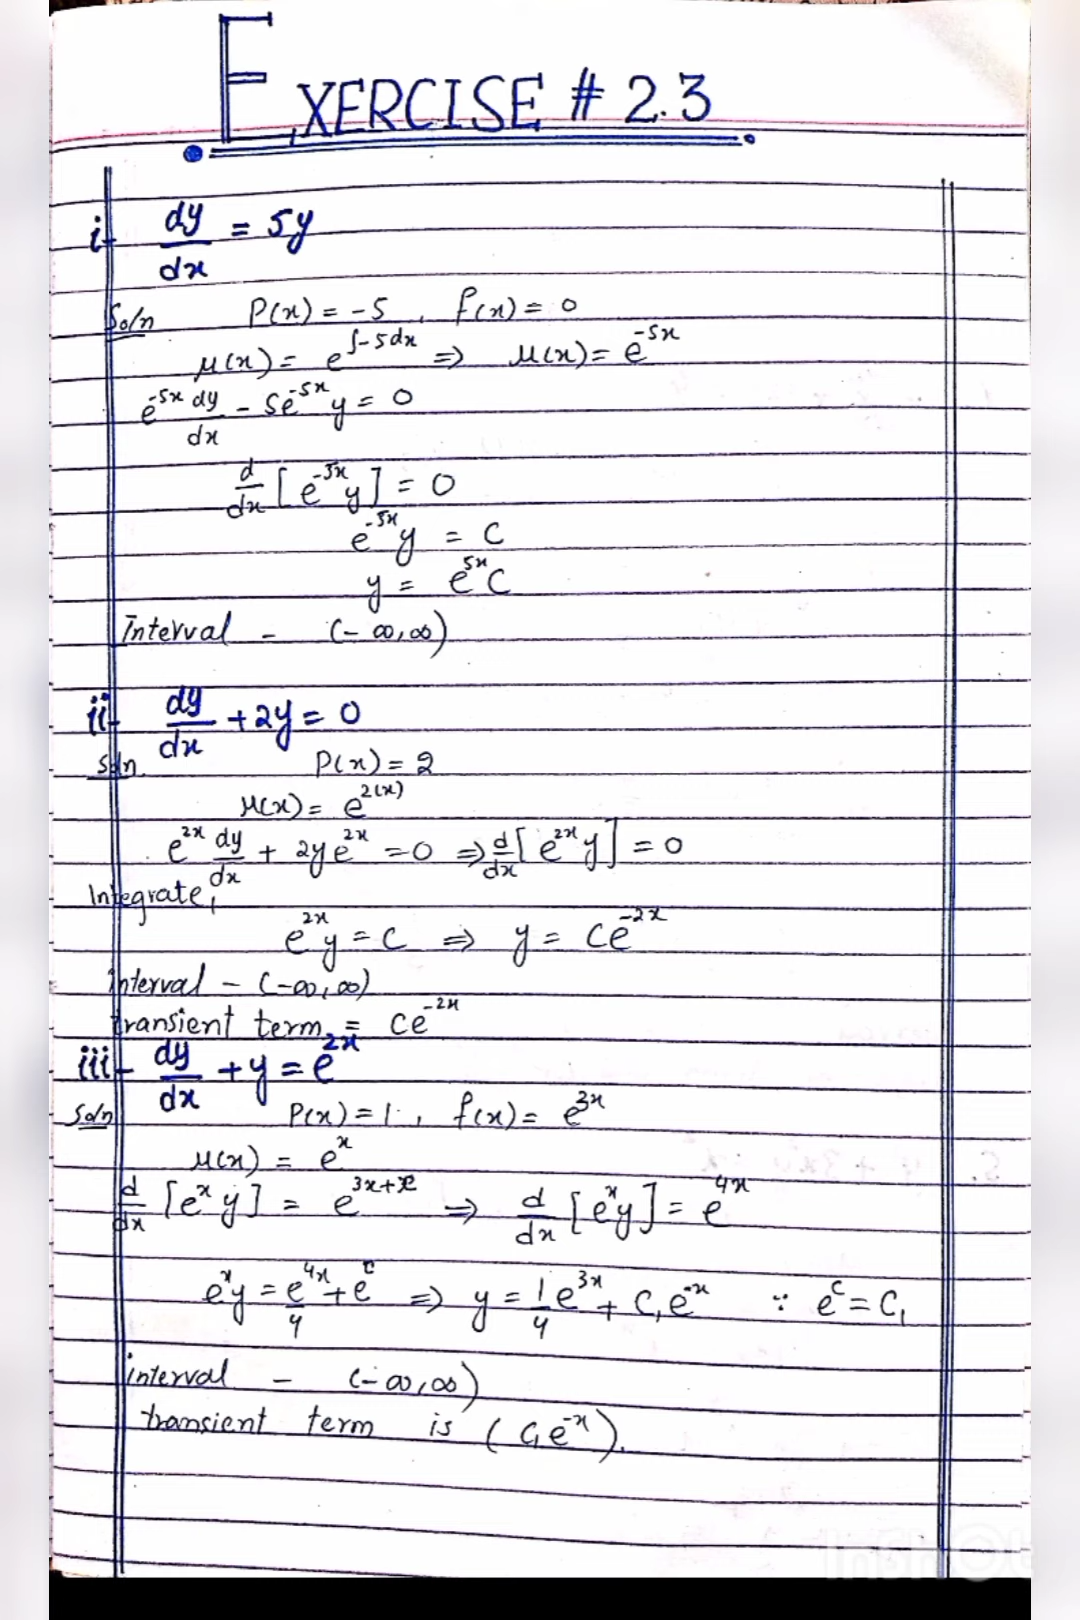 EXERCISE # 2.3
i- dy/dx = 5y
Soln P(x) = -5, f(x) = 0
μ(x) = e^∫-5dx ⇒ μ(x) = e^-5x
e^-5x dy/dx - 5e^-5x y = 0
d/dx [e^-5x y] = 0
e^-5x y = C
y = e^5x C
Interval - (-∞,∞)
ii- dy/dx + 2y = 0
Soln P(x) = 2
μ(x) = e^2(x)
e^2x dy/dx + 2ye^2x = 0 ⇒ d/dx [e^2x y] = 0
Integrate,
e^2x y = C ⇒ y = Ce^-2x
interval - (-∞,∞)
transient term = Ce^-2x
iii- dy/dx + y = e^2x
Soln P(x) = 1, f(x) = e^3x
μ(x) = e^x
d/dx [e^x y] = e^3x+x ⇒ d/dx [e^x y] = e^4x
e^x y = e^4x/4 + e^c ⇒ y = 1/4 e^3x + C₁e^-x ∵ e^c = C₁
interval - (-∞,∞)
transient term is (C₁e^-x).
InShOt